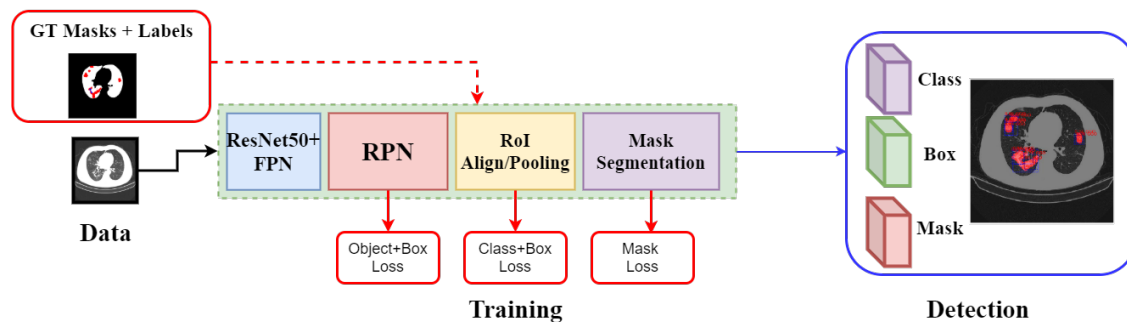 GT Masks + Labels
Data
ResNet50+
FPN
RPN
RoI
Align/Pooling
Mask
Segmentation
Object+Box
Loss
Class+Box
Loss
Mask
Loss
Training
Class
Box
Mask
Detection